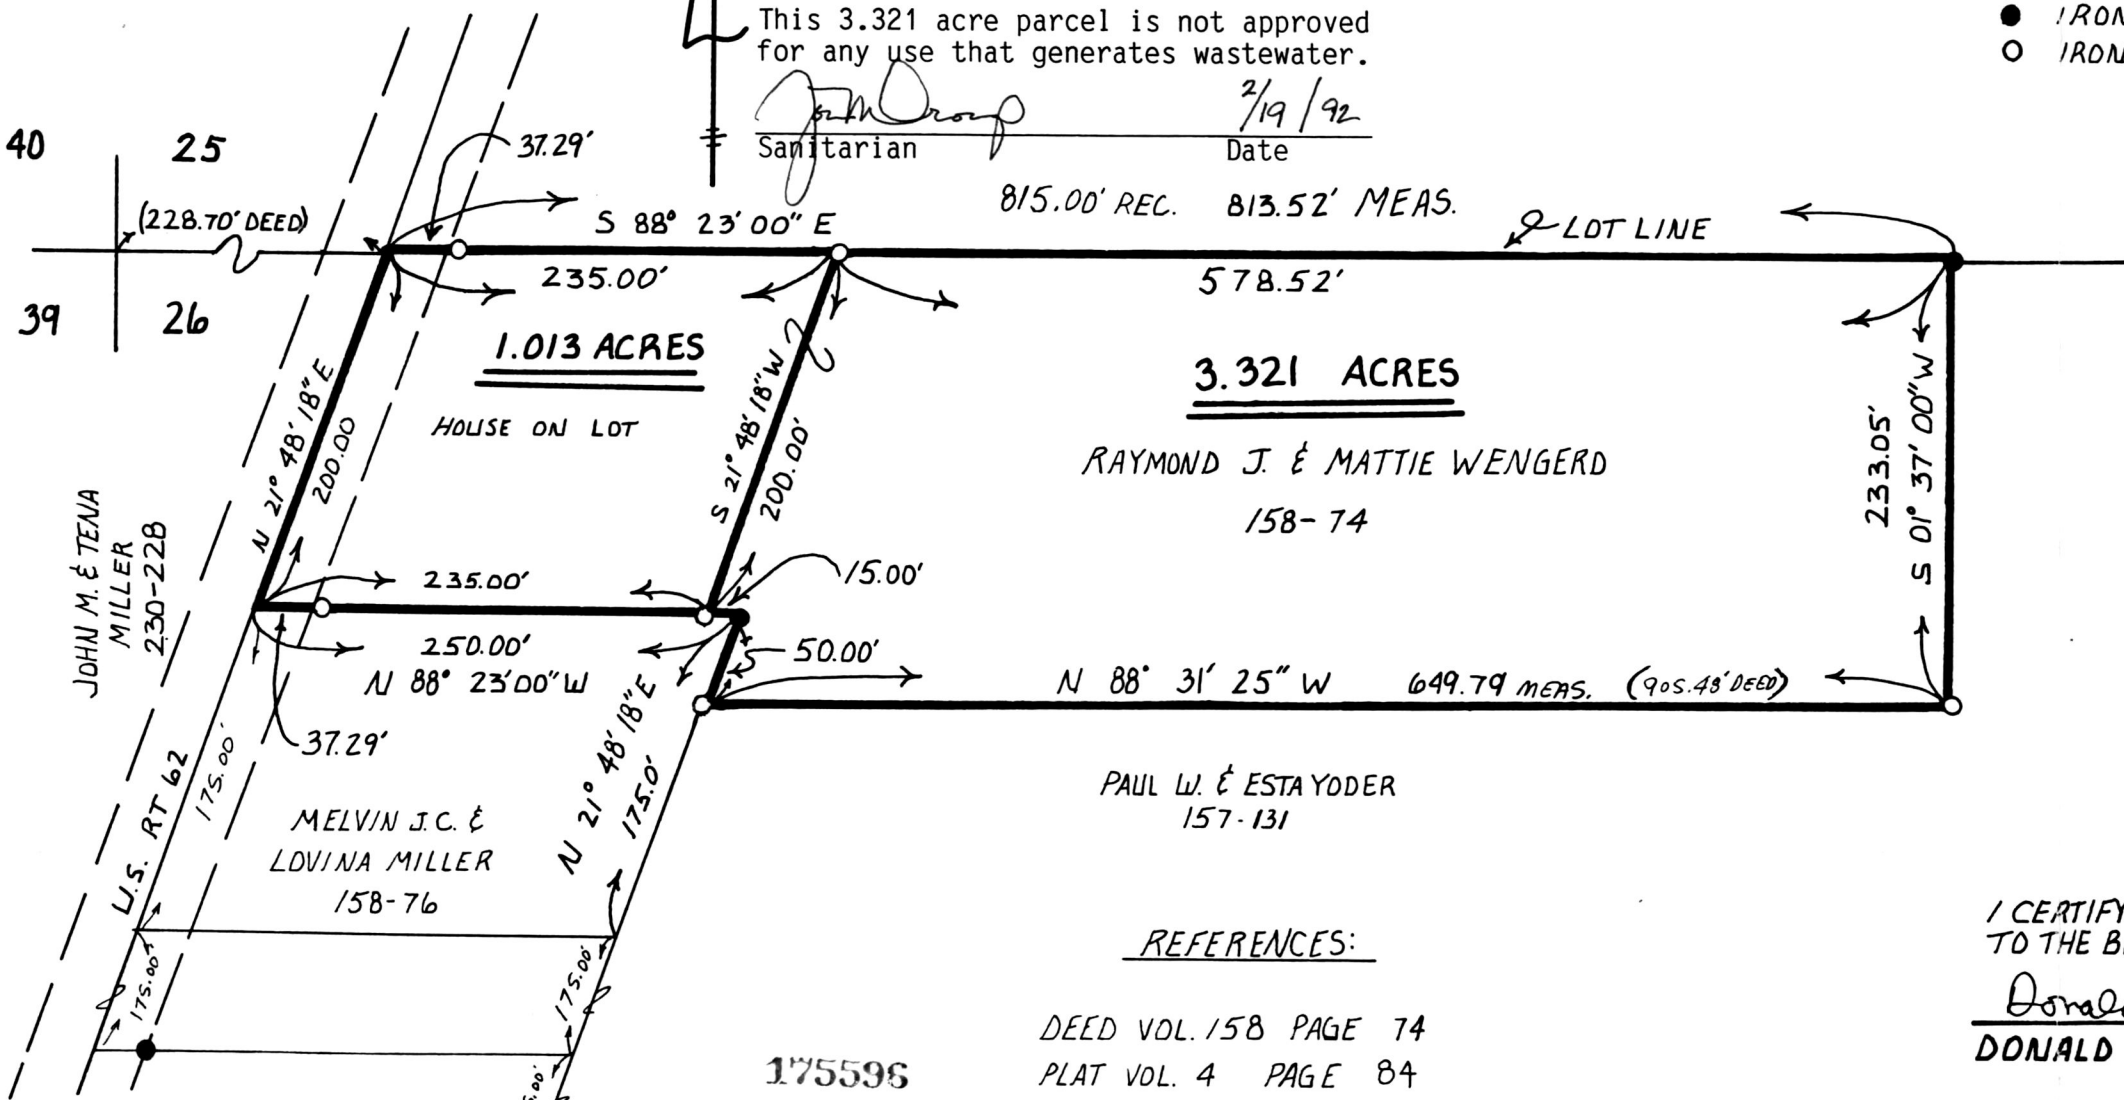 This 3.321 acre parcel is not approved
for any use that generates wastewater.
2/19/92
Sanitarian Date
IRON
IRON
40 25
39 26
(228.70' DEED)
37.29'
S 88° 23' 00" E
815.00' REC. 813.52' MEAS.
LOT LINE
235.00'
578.52'
1.013 ACRES
HOUSE ON LOT
3.321 ACRES
RAYMOND J. & MATTIE WENGERD
158-74
N 21° 48' 18" E
200.00
S 21° 48' 18" W
200.00'
233.05'
S 01° 37' 00" W
JOHN M. & TENA
MILLER
230-228
235.00'
15.00'
250.00'
N 88° 23' 00" W
50.00'
N 88° 31' 25" W 649.79 MEAS. (905.48' DEED)
37.29'
U.S. RT 62
175.00'
N 21° 48' 18" E
175.0'
MELVIN J.C. &
LOVINA MILLER
158-76
PAUL W. & ESTA YODER
157-131
175.00'
175.00'
REFERENCES:
DEED VOL. 158 PAGE 74
PLAT VOL. 4 PAGE 84
175596
I CERTIFY
TO THE B
Donald
DONALD